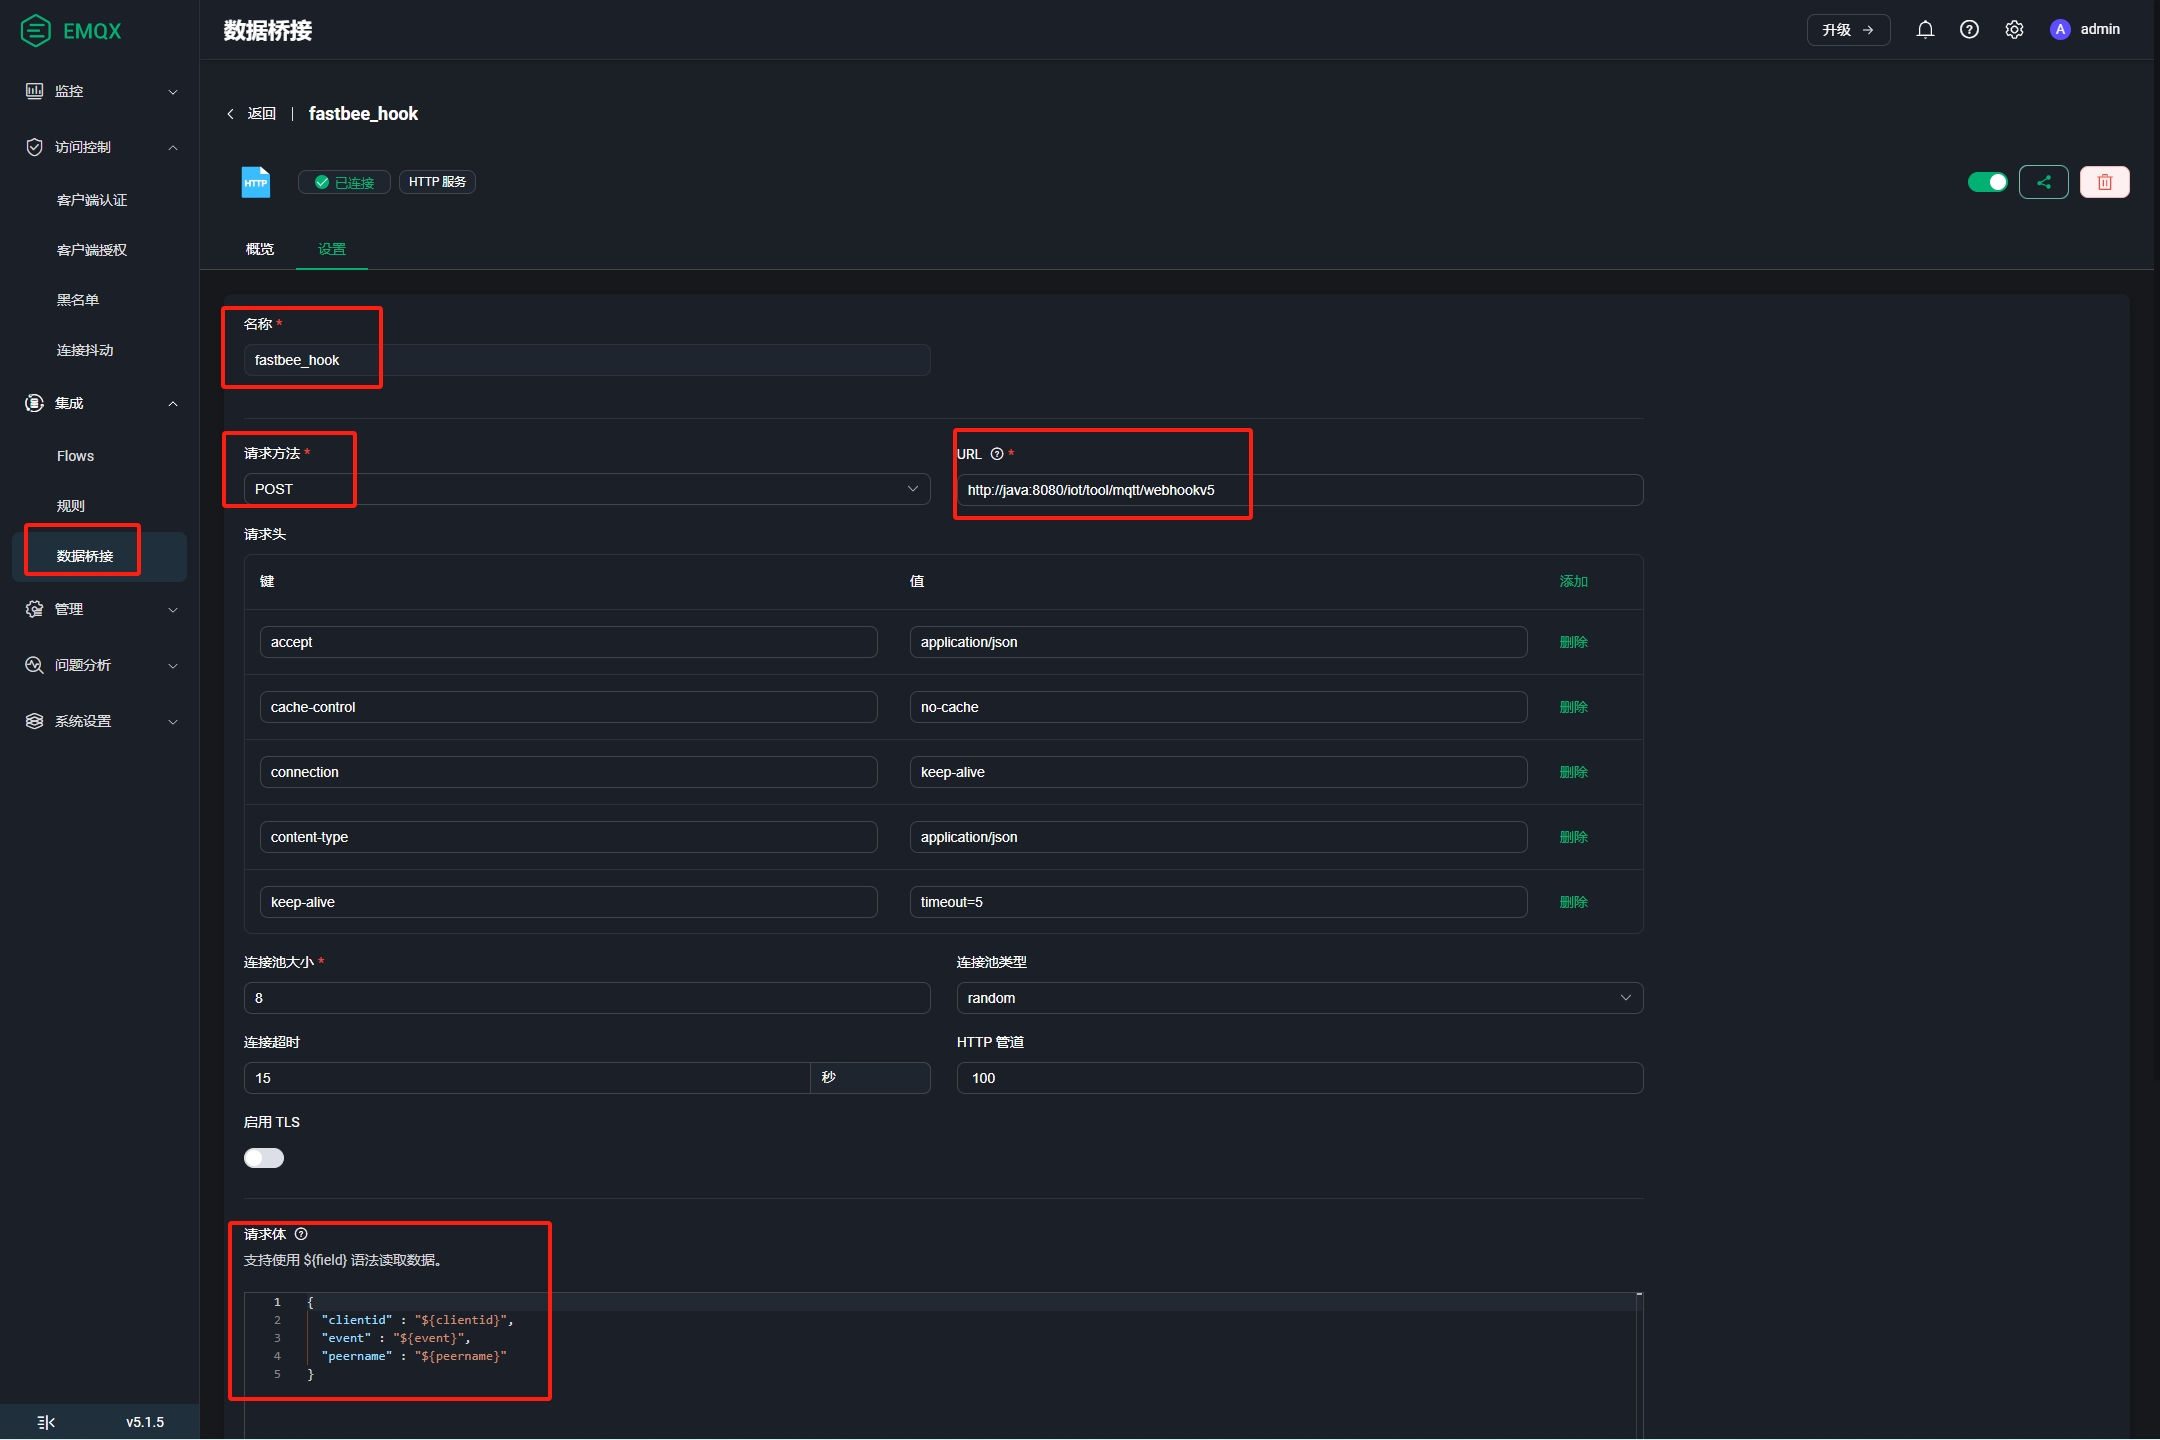 EMQX
数据桥接
升级 →
A
admin
监控
访问控制
客户端认证
客户端授权
黑名单
连接抖动
集成
Flows
规则
数据桥接
管理
问题分析
系统设置
v5.1.5
返回 | fastbee_hook
HTTP
已连接
HTTP 服务
概览
设置
名称 *
fastbee_hook
请求方法 *
POST
URL *
http://java:8080/iot/tool/mqtt/webhookv5
请求头
键
值
添加
accept
application/json
删除
cache-control
no-cache
删除
connection
keep-alive
删除
content-type
application/json
删除
keep-alive
timeout=5
删除
连接池大小 *
8
连接池类型
random
连接超时
15
秒
HTTP 管道
100
启用 TLS
请求体
支持使用 ${field} 语法读取数据。
1 {
2 "clientid" : "${clientid}",
3 "event" : "${event}",
4 "peername" : "${peername}"
5 }